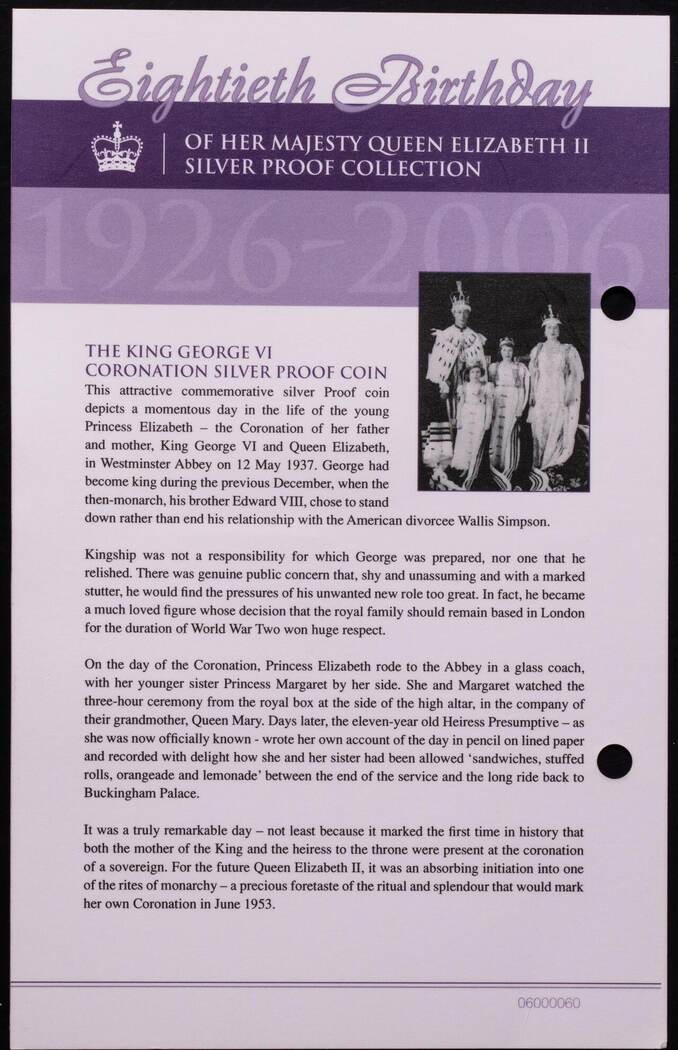 Eightieth Birthday
OF HER MAJESTY QUEEN ELIZABETH II
SILVER PROOF COLLECTION
1926-2006
THE KING GEORGE VI
CORONATION SILVER PROOF COIN
This attractive commemorative silver Proof coin
depicts a momentous day in the life of the young
Princess Elizabeth – the Coronation of her father
and mother, King George VI and Queen Elizabeth,
in Westminster Abbey on 12 May 1937. George had
become king during the previous December, when the
then-monarch, his brother Edward VIII, chose to stand
down rather than end his relationship with the American divorcee Wallis Simpson.
Kingship was not a responsibility for which George was prepared, nor one that he
relished. There was genuine public concern that, shy and unassuming and with a marked
stutter, he would find the pressures of his unwanted new role too great. In fact, he became
a much loved figure whose decision that the royal family should remain based in London
for the duration of World War Two won huge respect.
On the day of the Coronation, Princess Elizabeth rode to the Abbey in a glass coach,
with her younger sister Princess Margaret by her side. She and Margaret watched the
three-hour ceremony from the royal box at the side of the high altar, in the company of
their grandmother, Queen Mary. Days later, the eleven-year old Heiress Presumptive – as
she was now officially known - wrote her own account of the day in pencil on lined paper
and recorded with delight how she and her sister had been allowed ‘sandwiches, stuffed
rolls, orangeade and lemonade’ between the end of the service and the long ride back to
Buckingham Palace.
It was a truly remarkable day – not least because it marked the first time in history that
both the mother of the King and the heiress to the throne were present at the coronation
of a sovereign. For the future Queen Elizabeth II, it was an absorbing initiation into one
of the rites of monarchy – a precious foretaste of the ritual and splendour that would mark
her own Coronation in June 1953.
06000060